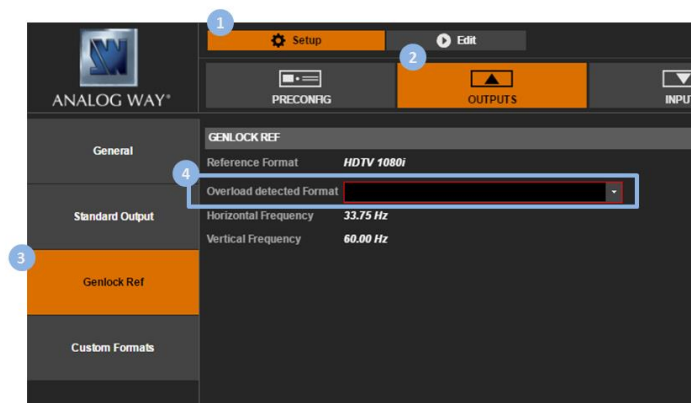 1
Setup
Edit
2
ANALOG WAY®
PRECONFIG
OUTPUTS
INPU
General
GENLOCK REF
Reference Format HDTV 1080i
4
Overload detected Format
Standard Output
Horizontal Frequency 33.75 Hz
Vertical Frequency 60.00 Hz
3
Genlock Ref
Custom Formats